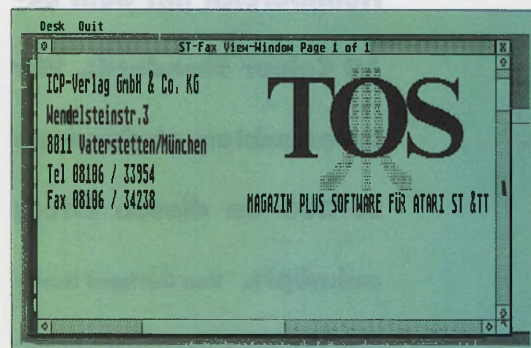 Desk Quit
ST-Fax View-Window Page 1 of 1
ICP-Verlag GmbH & Co. KG
Wendelsteinstr.3
8011 Vaterstetten/München
Tel 08106 / 33954
Fax 08106 / 34238
TOS
MAGAZIN PLUS SOFTWARE FÜR ATARI ST & TT